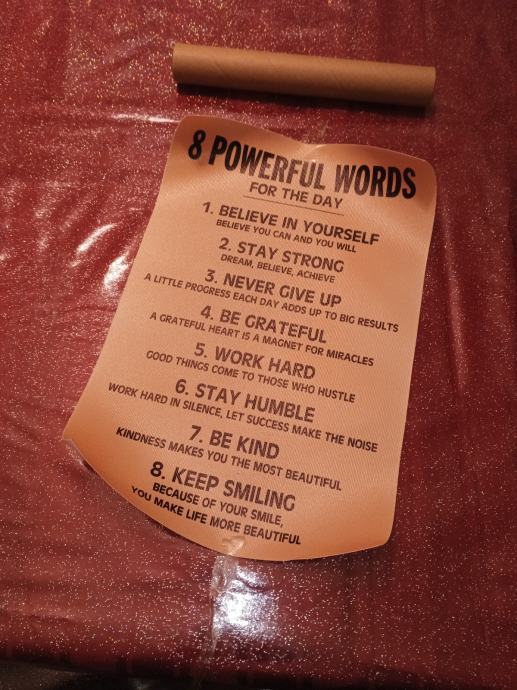 8 POWERFUL WORDS
FOR THE DAY
1. BELIEVE IN YOURSELF
BELIEVE YOU CAN AND YOU WILL
2. STAY STRONG
DREAM, BELIEVE, ACHIEVE
3. NEVER GIVE UP
A LITTLE PROGRESS EACH DAY ADDS UP TO BIG RESULTS
4. BE GRATEFUL
A GRATEFUL HEART IS A MAGNET FOR MIRACLES
5. WORK HARD
GOOD THINGS COME TO THOSE WHO HUSTLE
6. STAY HUMBLE
WORK HARD IN SILENCE, LET SUCCESS MAKE THE NOISE
7. BE KIND
KINDNESS MAKES YOU THE MOST BEAUTIFUL
8. KEEP SMILING
BECAUSE OF YOUR SMILE,
YOU MAKE LIFE MORE BEAUTIFUL